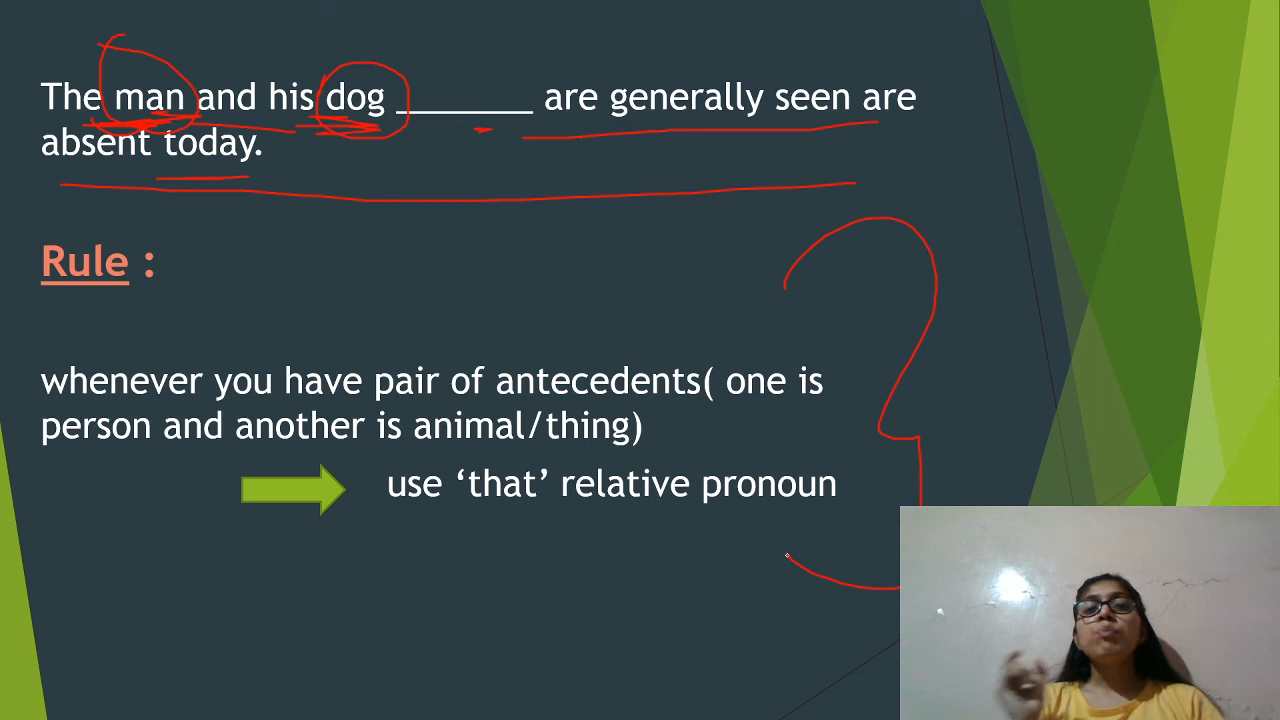 The man and his dog _______ are generally seen are
absent today.
Rule :
whenever you have pair of antecedents( one is
person and another is animal/thing)
use ‘that’ relative pronoun